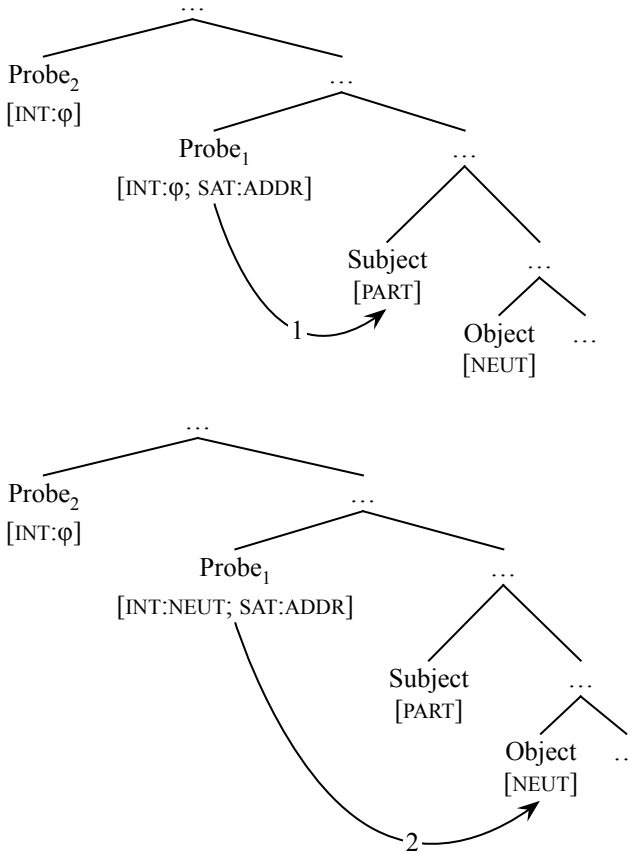 ...
Probe2
[INT:φ]
...
Probe1
[INT:φ; SAT:ADDR]
...
Subject
[PART]
...
1
Object
[NEUT]
...
...
Probe2
[INT:φ]
...
Probe1
[INT:NEUT; SAT:ADDR]
...
Subject
[PART]
...
Object
[NEUT]
..
2